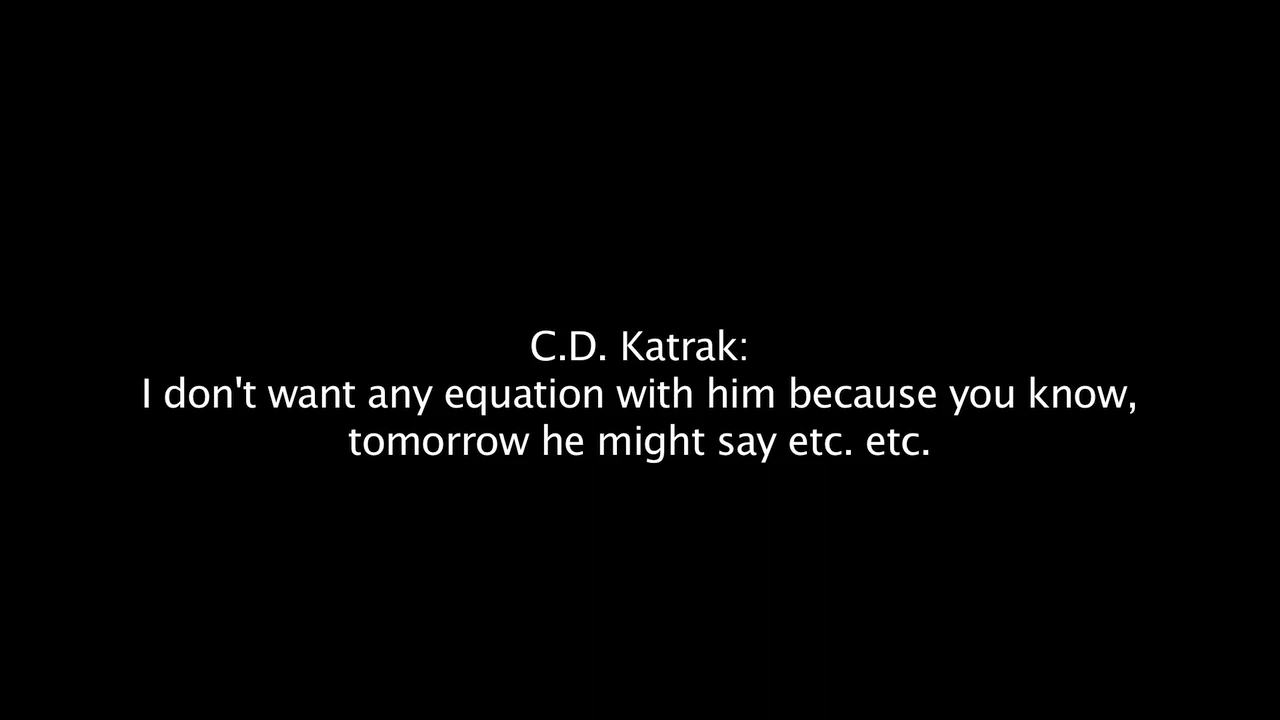 C.D. Katrak:
I don't want any equation with him because you know,
tomorrow he might say etc. etc.